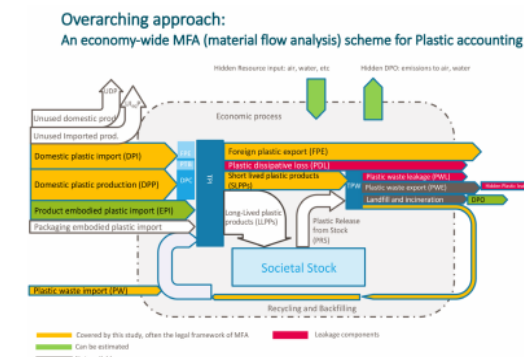 Overarching approach:
An economy-wide MFA (material flow analysis) scheme for Plastic accounting
Hidden Resource input: air, water, etc
Hidden DPO: emissions to air, water
UDP
Economic process
Unused domestic prod.
Unused Imported prod.
Domestic plastic import (DPI)
Domestic plastic production (DPP)
Product embodied plastic import (EPI)
Packaging embodied plastic import
Plastic waste import (PW)
DPC
Foreign plastic export (FPE)
Plastic dissipative loss (PDL)
Short lived plastic products
(SLPPs)
TPW
Plastic waste leakage (PWL)
Plastic waste export (PWE)
Landfill and incineration
Hidden Plastic
DPO
Long-Lived plastic
products (LLPPs)
Plastic Release
from Stock
(PRS)
Societal Stock
Recycling and Backfilling
Covered by this study, often the legal framework of MFA
Leakage components
Can be estimated